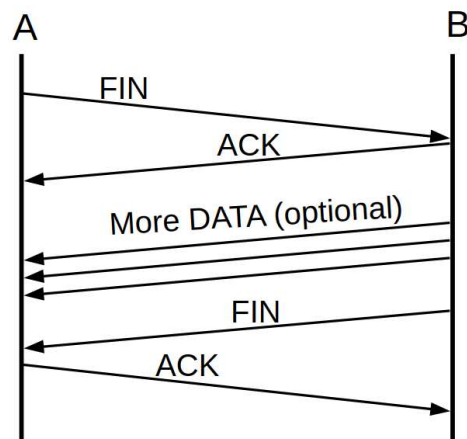 A
B
FIN
ACK
More DATA (optional)
FIN
ACK